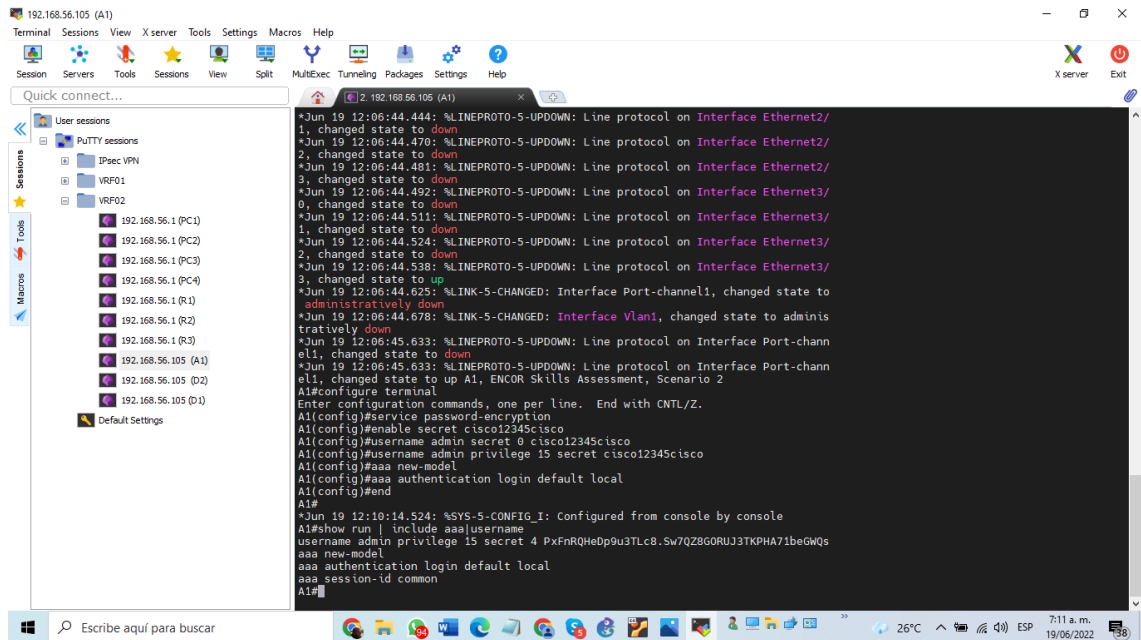 192.168.56.105 (A1)
Terminal Sessions View X server Tools Settings Macros Help
Session Servers Tools Sessions View Split MultiExec Tunneling Packages Settings Help X server Exit
Quick connect...
2. 192.168.56.105 (A1)
Sessions
Tools
Macros
User sessions
PuTTY sessions
IPsec VPN
VRF01
VRF02
192.168.56.1 (PC1)
192.168.56.1 (PC2)
192.168.56.1 (PC3)
192.168.56.1 (PC4)
192.168.56.1 (R1)
192.168.56.1 (R2)
192.168.56.1 (R3)
192.168.56.105 (A1)
192.168.56.105 (D2)
192.168.56.105 (D1)
Default Settings
*Jun 19 12:06:44.444: %LINEPROTO-5-UPDOWN: Line protocol on Interface Ethernet2/
1, changed state to down
*Jun 19 12:06:44.470: %LINEPROTO-5-UPDOWN: Line protocol on Interface Ethernet2/
2, changed state to down
*Jun 19 12:06:44.481: %LINEPROTO-5-UPDOWN: Line protocol on Interface Ethernet2/
3, changed state to down
*Jun 19 12:06:44.492: %LINEPROTO-5-UPDOWN: Line protocol on Interface Ethernet3/
0, changed state to down
*Jun 19 12:06:44.511: %LINEPROTO-5-UPDOWN: Line protocol on Interface Ethernet3/
1, changed state to down
*Jun 19 12:06:44.524: %LINEPROTO-5-UPDOWN: Line protocol on Interface Ethernet3/
2, changed state to down
*Jun 19 12:06:44.538: %LINEPROTO-5-UPDOWN: Line protocol on Interface Ethernet3/
3, changed state to up
*Jun 19 12:06:44.625: %LINK-5-CHANGED: Interface Port-channel1, changed state to
administratively down
*Jun 19 12:06:44.678: %LINK-5-CHANGED: Interface Vlan1, changed state to adminis
tratively down
*Jun 19 12:06:45.633: %LINEPROTO-5-UPDOWN: Line protocol on Interface Port-chann
el1, changed state to down
*Jun 19 12:06:45.633: %LINEPROTO-5-UPDOWN: Line protocol on Interface Port-chann
el1, changed state to up A1, ENCOR Skills Assessment, Scenario 2
A1#configure terminal
Enter configuration commands, one per line. End with CNTL/Z.
A1(config)#service password-encryption
A1(config)#enable secret cisco12345cisco
A1(config)#username admin secret 0 cisco12345cisco
A1(config)#username admin privilege 15 secret cisco12345cisco
A1(config)#aaa new-model
A1(config)#aaa authentication login default local
A1(config)#end
A1#
*Jun 19 12:10:14.524: %SYS-5-CONFIG_I: Configured from console by console
A1#show run | include aaa|username
username admin privilege 15 secret 4 PxFnRQHeDp9u3TLc8.Sw7QZ8GORUJ3TKPHA71beGWQs
aaa new-model
aaa authentication login default local
aaa session-id common
A1#
Escribe aquí para buscar
94
26°C
ESP
7:11 a. m.
19/06/2022
38